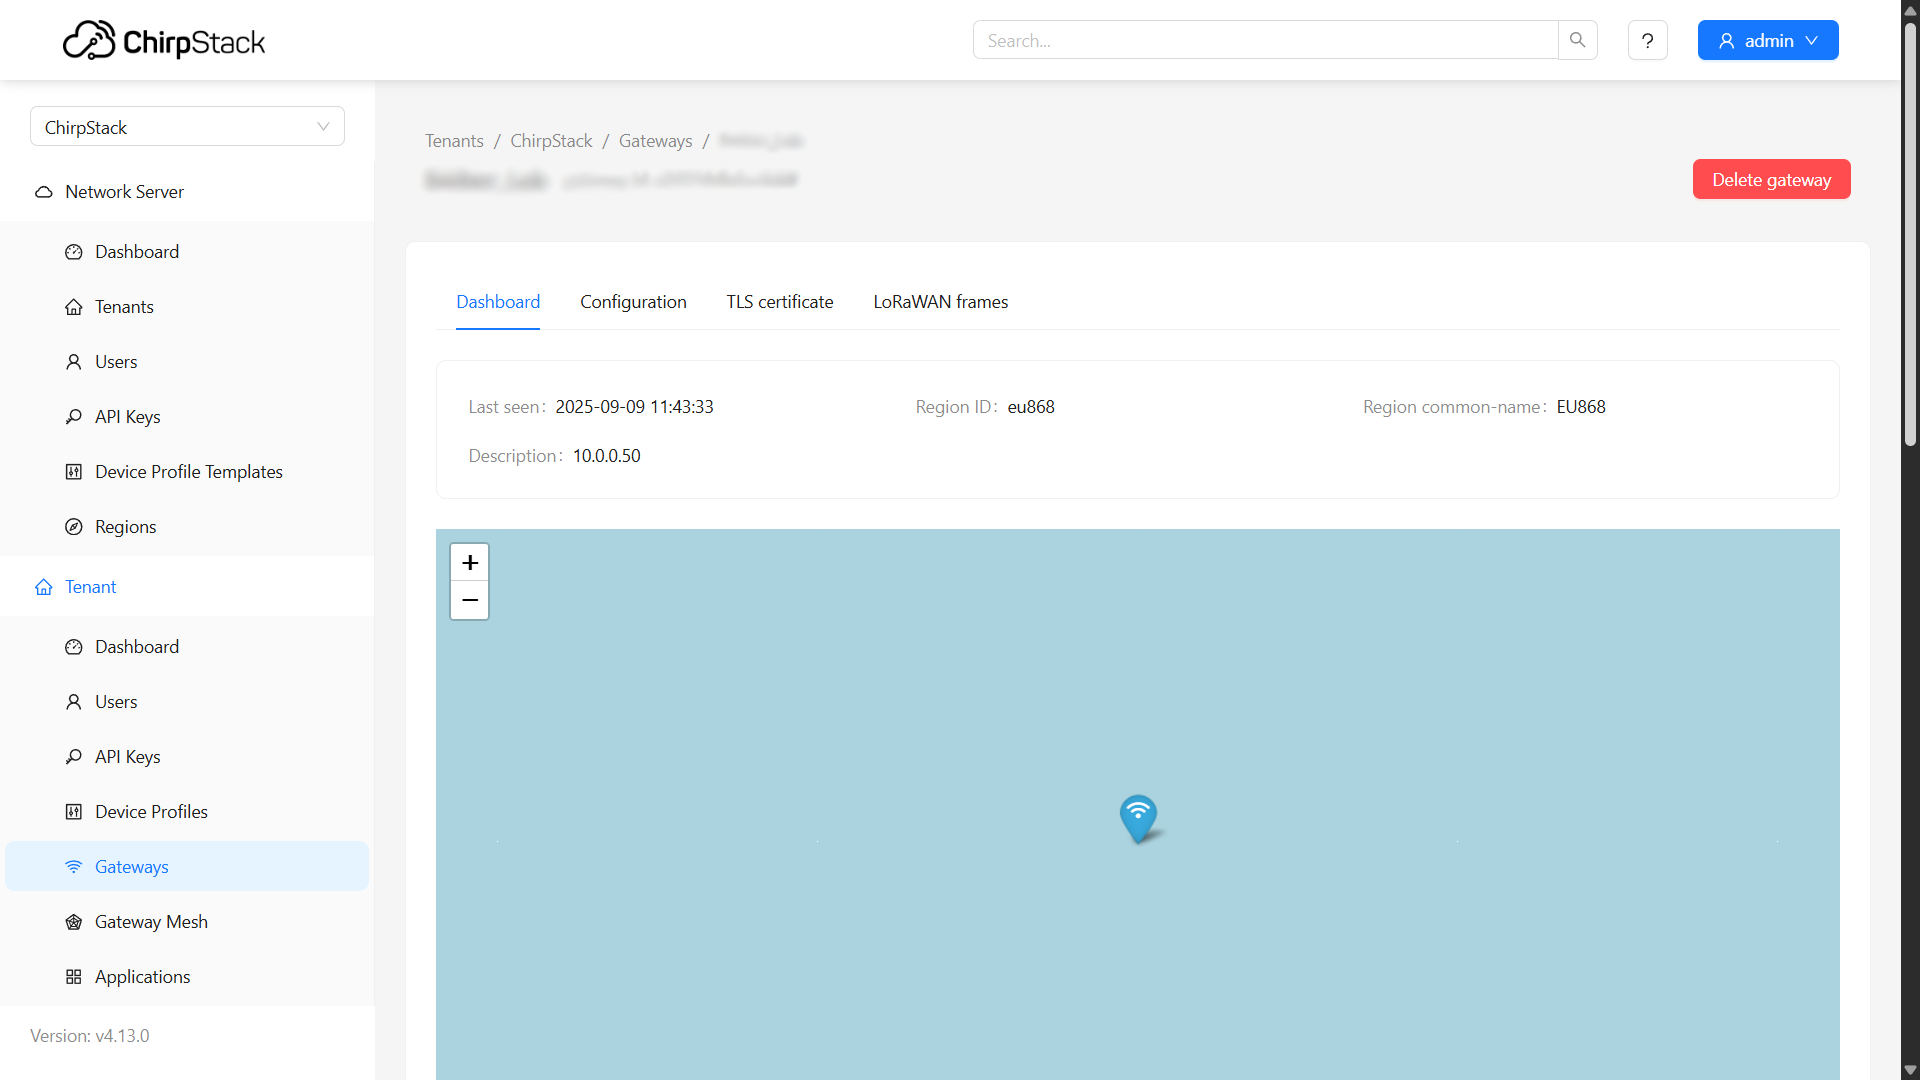 ChirpStack
Search...
?
admin
ChirpStack
Network Server
Dashboard
Tenants
Users
API Keys
Device Profile Templates
Regions
Tenant
Dashboard
Users
API Keys
Device Profiles
Gateways
Gateway Mesh
Applications
Version: v4.13.0
Tenants / ChirpStack / Gateways /
Delete gateway
Dashboard Configuration TLS certificate LoRaWAN frames
Last seen: 2025-09-09 11:43:33 Region ID: eu868 Region common-name: EU868
Description: 10.0.0.50
+
−